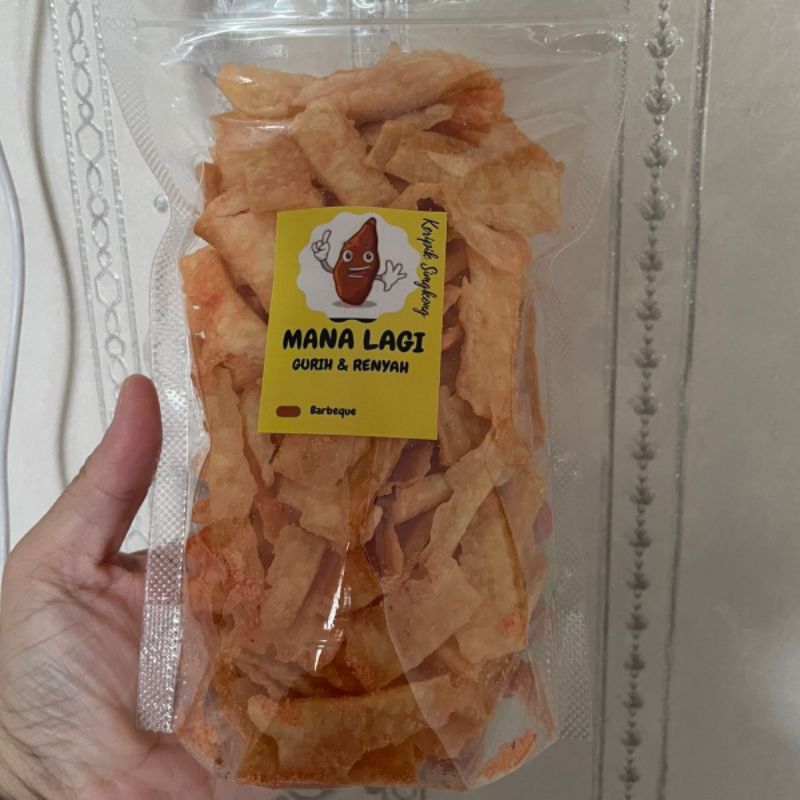 Keripik Singkong
MANA LAGI
GURIH & RENYAH
Barbeque